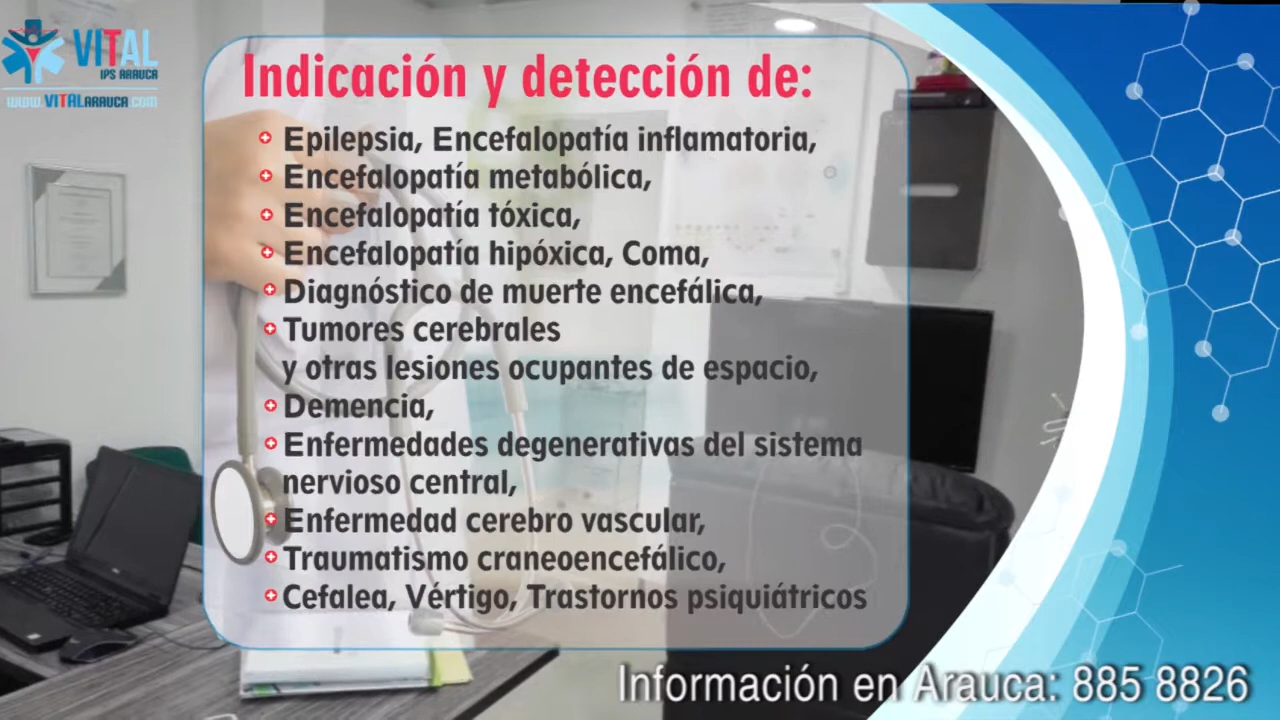 VITAL
IPS ARAUCA
www.VITALARAUCA.com
Indicación y detección de:
Epilepsia, Encefalopatía inflamatoria,
Encefalopatía metabólica,
Encefalopatía tóxica,
Encefalopatía hipóxica, Coma,
Diagnóstico de muerte encefálica,
Tumores cerebrales
y otras lesiones ocupantes de espacio,
Demencia,
Enfermedades degenerativas del sistema
nervioso central,
Enfermedad cerebro vascular,
Traumatismo craneoencefálico,
Cefalea, Vértigo, Trastornos psiquiátricos
Información en Arauca: 885 8826